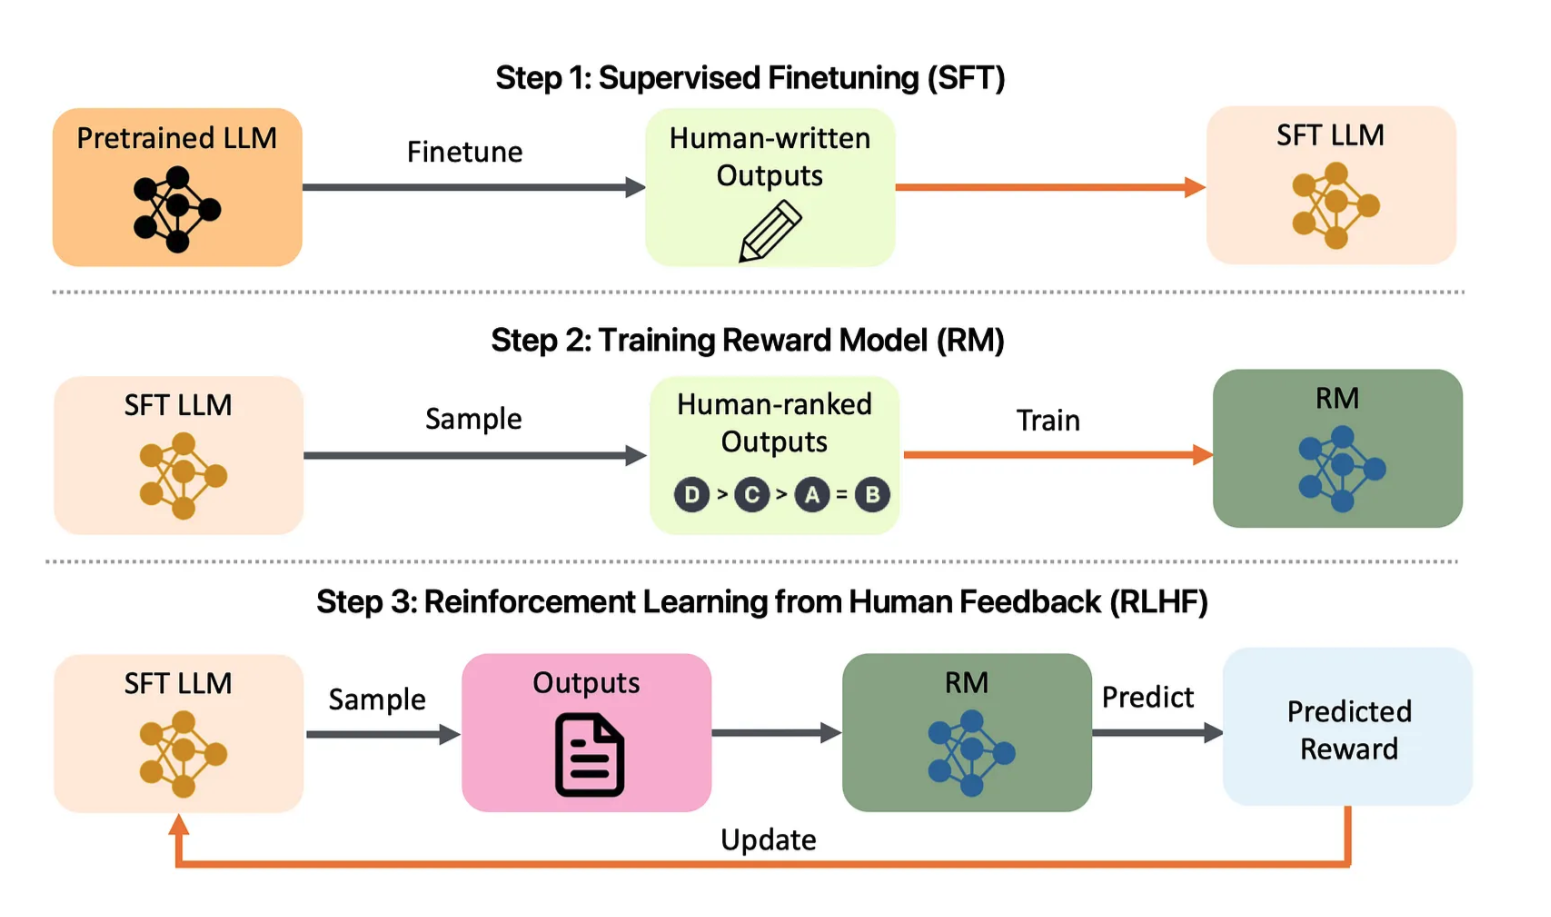 Step 1: Supervised Finetuning (SFT)
Pretrained LLM
Finetune
Human-written
Outputs
SFT LLM
Step 2: Training Reward Model (RM)
SFT LLM
Sample
Human-ranked
Outputs
D > C > A = B
Train
RM
Step 3: Reinforcement Learning from Human Feedback (RLHF)
SFT LLM
Sample
Outputs
RM
Predict
Predicted
Reward
Update